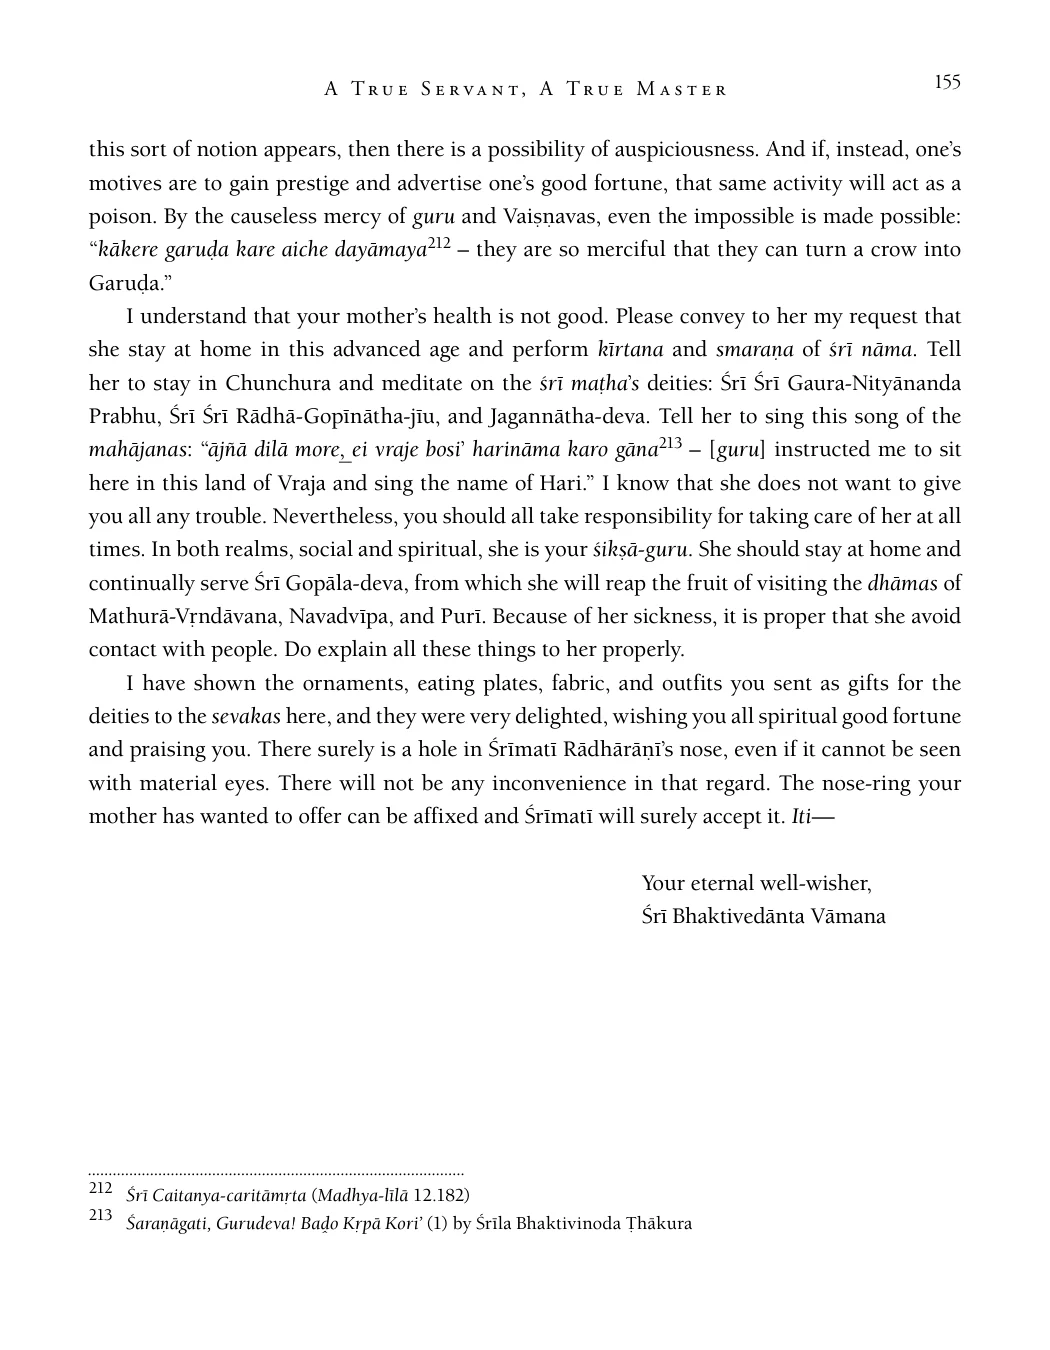 A True Servant, A True Master
155
this sort of notion appears, then there is a possibility of auspiciousness. And if, instead, one’s
motives are to gain prestige and advertise one’s good fortune, that same activity will act as a
poison. By the causeless mercy of guru and Vaiṣṇavas, even the impossible is made possible:
“kākere garuḍa kare aiche dayāmaya212 – they are so merciful that they can turn a crow into
Garuḍa.”
I understand that your mother’s health is not good. Please convey to her my request that
she stay at home in this advanced age and perform kīrtana and smaraṇa of śrī nāma. Tell
her to stay in Chunchura and meditate on the śrī maṭha’s deities: Śrī Śrī Gaura-Nityānanda
Prabhu, Śrī Śrī Rādhā-Gopīnātha-jīu, and Jagannātha-deva. Tell her to sing this song of the
mahājanas: “ājñā dilā more, ei vraje bosi’ harināma karo gāna213 – [guru] instructed me to sit
here in this land of Vraja and sing the name of Hari.” I know that she does not want to give
you all any trouble. Nevertheless, you should all take responsibility for taking care of her at all
times. In both realms, social and spiritual, she is your śikṣā-guru. She should stay at home and
continually serve Śrī Gopāla-deva, from which she will reap the fruit of visiting the dhāmas of
Mathurā-Vṛndāvana, Navadvīpa, and Purī. Because of her sickness, it is proper that she avoid
contact with people. Do explain all these things to her properly.
I have shown the ornaments, eating plates, fabric, and outfits you sent as gifts for the
deities to the sevakas here, and they were very delighted, wishing you all spiritual good fortune
and praising you. There surely is a hole in Śrīmatī Rādhārāṇī’s nose, even if it cannot be seen
with material eyes. There will not be any inconvenience in that regard. The nose-ring your
mother has wanted to offer can be affixed and Śrīmatī will surely accept it. Iti—
Your eternal well-wisher,
Śrī Bhaktivedānta Vāmana
212 Śrī Caitanya-caritāmṛta (Madhya-līlā 12.182)
213 Śaraṇāgati, Gurudeva! Baḓo Kṛpā Kori’ (1) by Śrīla Bhaktivinoda Ṭhākura